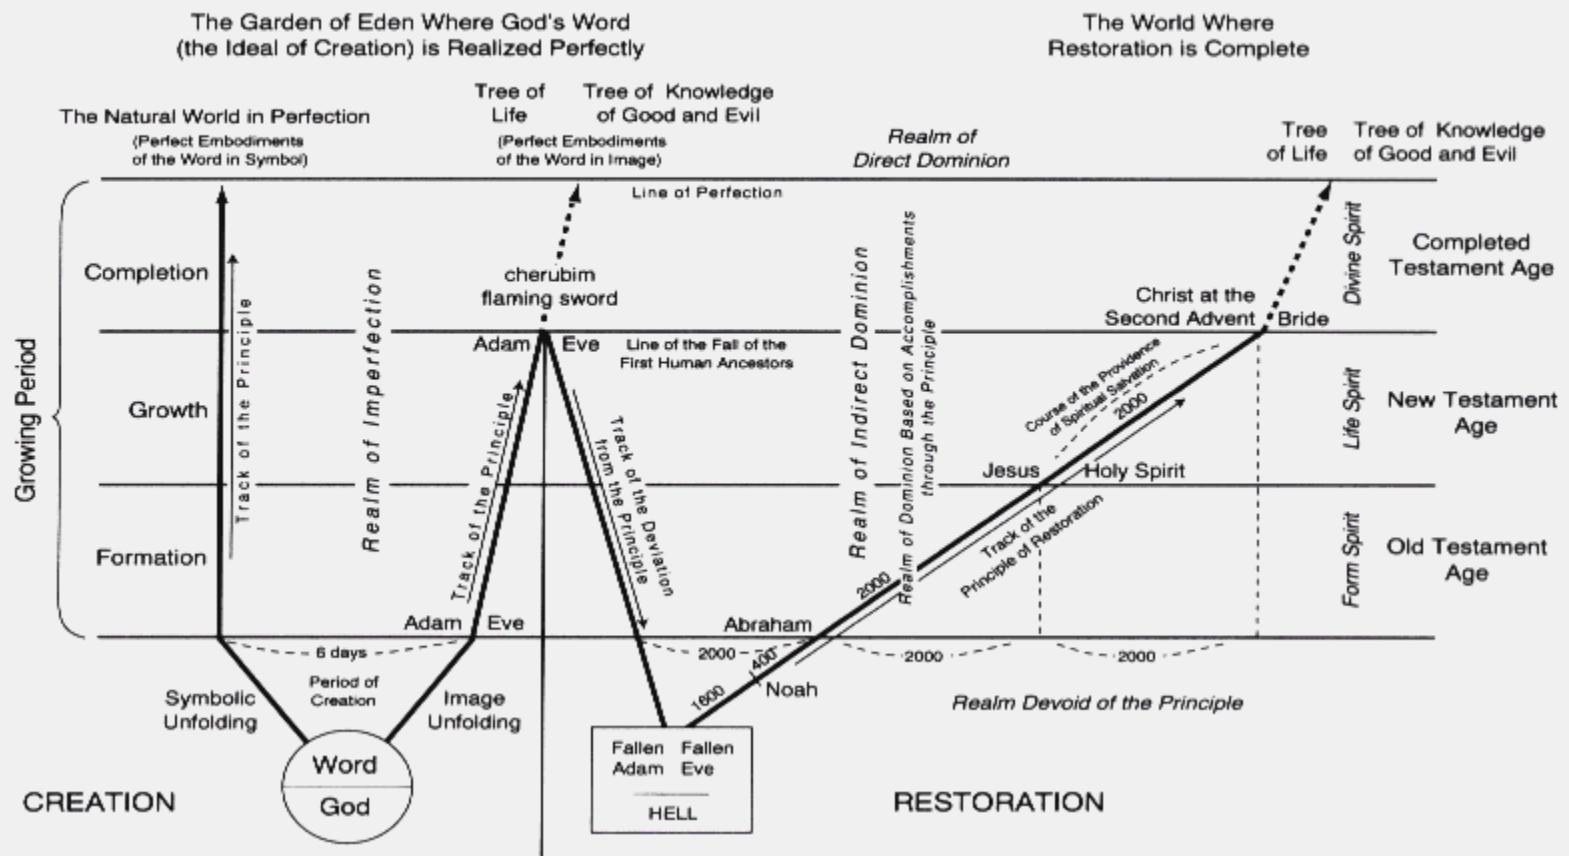 The Garden of Eden Where God's Word
(the Ideal of Creation) is Realized Perfectly
The World Where
Restoration is Complete
The Natural World in Perfection
(Perfect Embodiments
of the Word in Symbol)
Tree of
Life
Tree of Knowledge
of Good and Evil
(Perfect Embodiments
of the Word in Image)
Realm of
Direct Dominion
Tree
of Life
Tree of Knowledge
of Good and Evil
Line of Perfection
Growing Period
Completion
Growth
Formation
Track of the Principle
Realm of Imperfection
cherubim
flaming sword
Adam
Eve
Line of the Fall of the
First Human Ancestors
Track of the Principle
Track of the Deviation
from the Principle
Realm of Indirect Dominion
Realm of Dominion Based on Accomplishments
through the Principle
Christ at the
Second Advent
Bride
Course of the Providence
of Spiritual Salvation
2000
Jesus
Holy Spirit
Track of the
Principle of Restoration
2000
Divine Spirit
Life Spirit
Form Spirit
Completed
Testament Age
New Testament
Age
Old Testament
Age
Adam
Eve
Abraham
6 days
2000
2000
2000
Period of
Creation
Symbolic
Unfolding
Image
Unfolding
400
1600
Noah
Realm Devoid of the Principle
Word
God
Fallen Fallen
Adam Eve
HELL
CREATION
RESTORATION